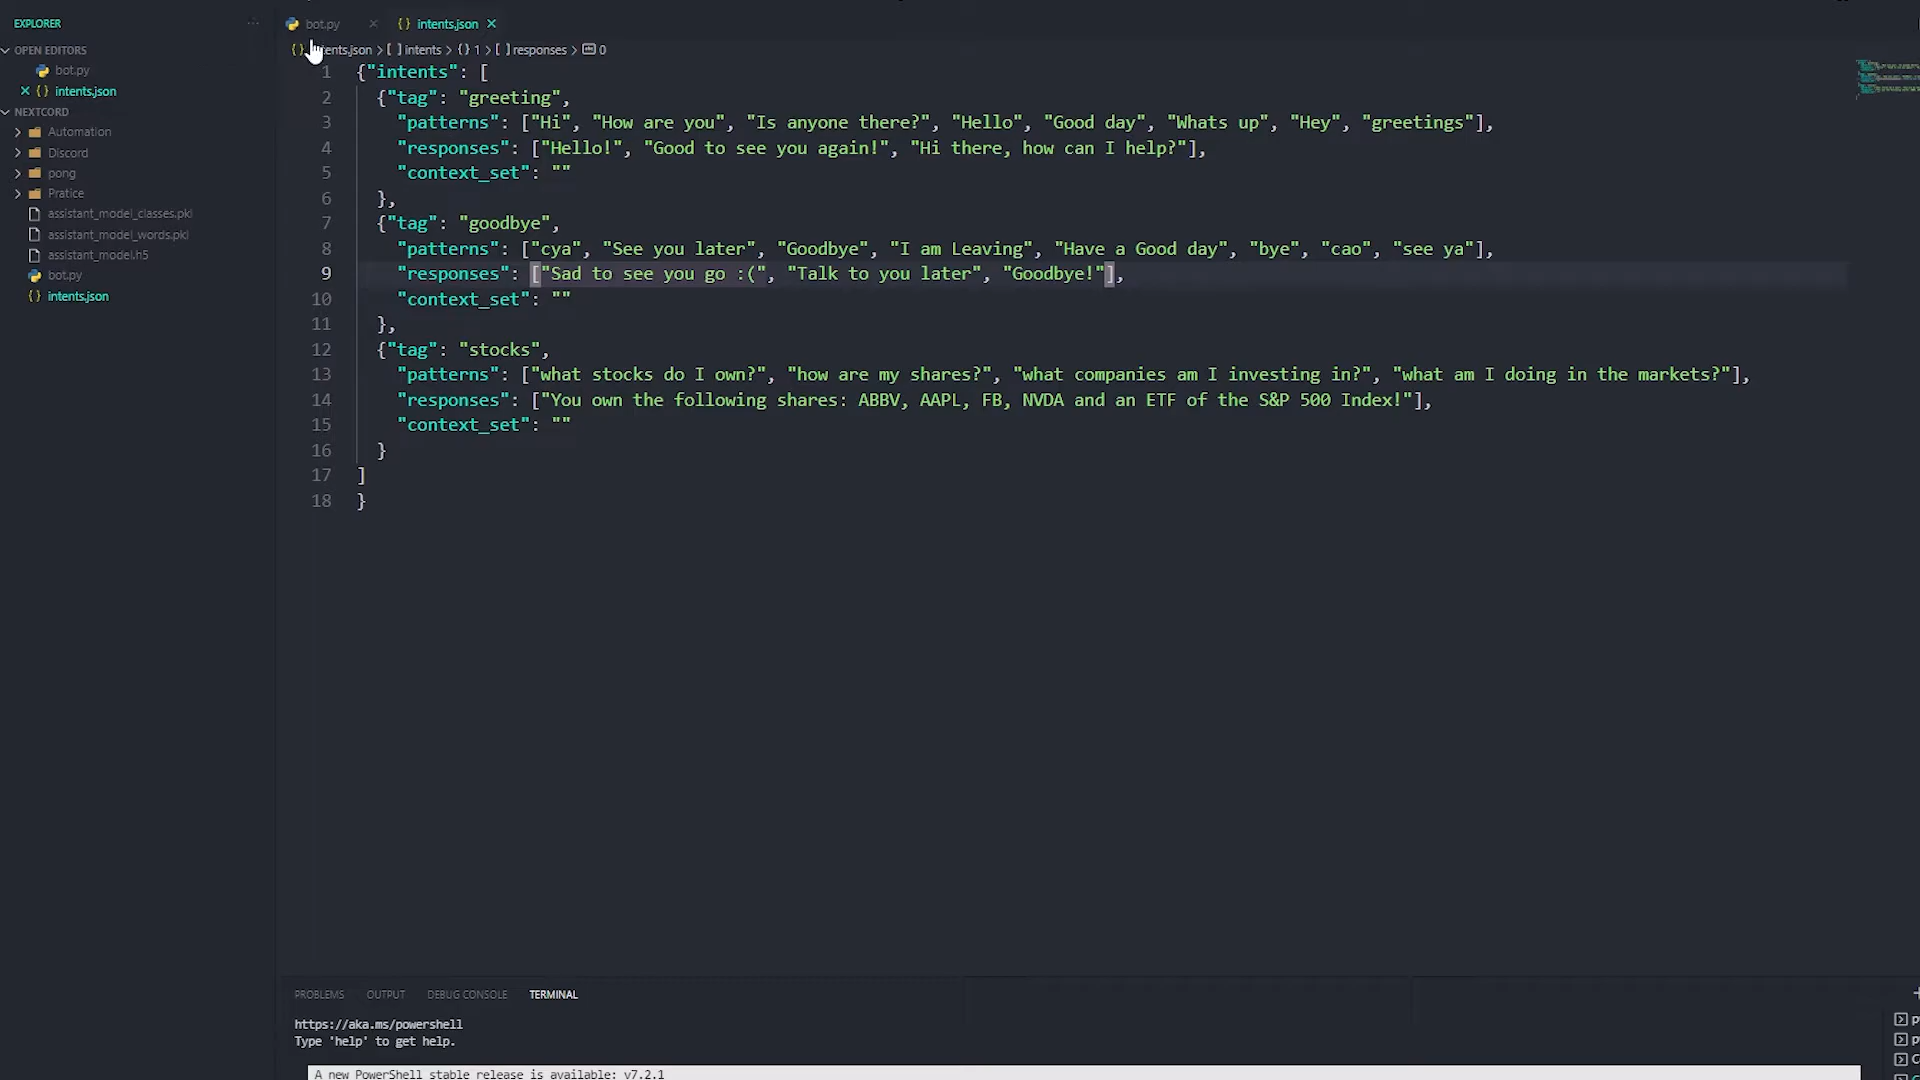 EXPLORER
OPEN EDITORS
bot.py
intents.json
NEXTCORD
Automation
Discord
pong
Pratice
assistant_model_classes.pkl
assistant_model_words.pkl
assistant_model.h5
bot.py
intents.json
bot.py
intents.json
intents > {} 1 > [ ] responses > 0
1 {"intents": [
2 {"tag": "greeting",
3 "patterns": ["Hi", "How are you", "Is anyone there?", "Hello", "Good day", "Whats up", "Hey", "greetings"],
4 "responses": ["Hello!", "Good to see you again!", "Hi there, how can I help?"],
5 "context_set": ""
6 },
7 {"tag": "goodbye",
8 "patterns": ["cya", "See you later", "Goodbye", "I am Leaving", "Have a Good day", "bye", "cao", "see ya"],
9 "responses": ["Sad to see you go :(", "Talk to you later", "Goodbye!"],
10 "context_set": ""
11 },
12 {"tag": "stocks",
13 "patterns": ["what stocks do I own?", "how are my shares?", "what companies am I investing in?", "what am I doing in the markets?"],
14 "responses": ["You own the following shares: ABBV, AAPL, FB, NVDA and an ETF of the S&P 500 Index!"],
15 "context_set": ""
16 }
17 ]
18 }
PROBLEMS OUTPUT DEBUG CONSOLE TERMINAL
https://aka.ms/powershell
Type 'help' to get help.
A new PowerShell stable release is available: v7.2.1